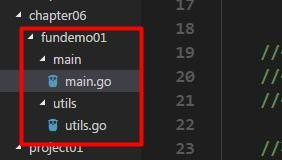 chapter06
fundemo01
main
main.go
utils
utils.go
project01
17
18
19
20
21
22
23
//
//
//
//